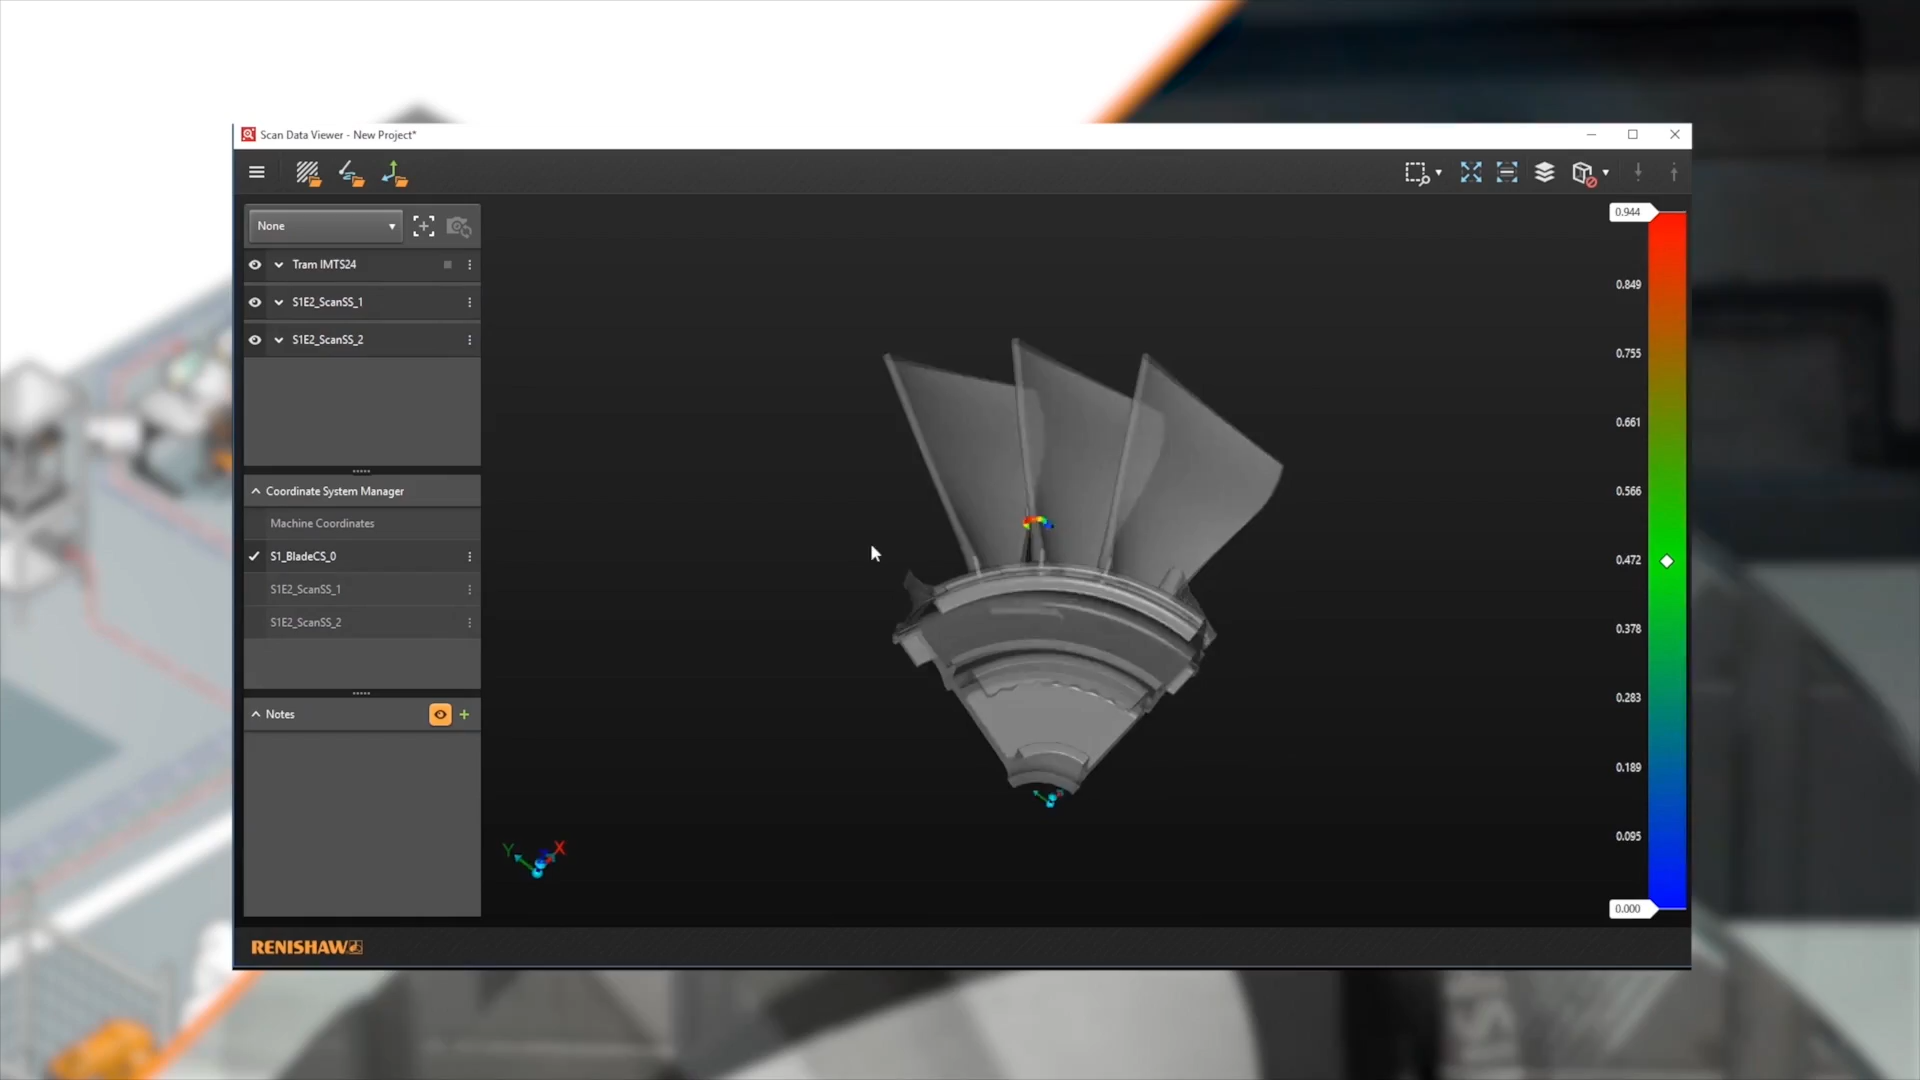 Scan Data Viewer - New Project*
None
Tram IMTS24
S1E2_ScanSS_1
S1E2_ScanSS_2
Coordinate System Manager
Machine Coordinates
S1_BladeCS_0
S1E2_ScanSS_1
S1E2_ScanSS_2
Notes
0.944
0.849
0.755
0.661
0.566
0.472
0.378
0.283
0.189
0.095
0.000
Y X
RENISHAW